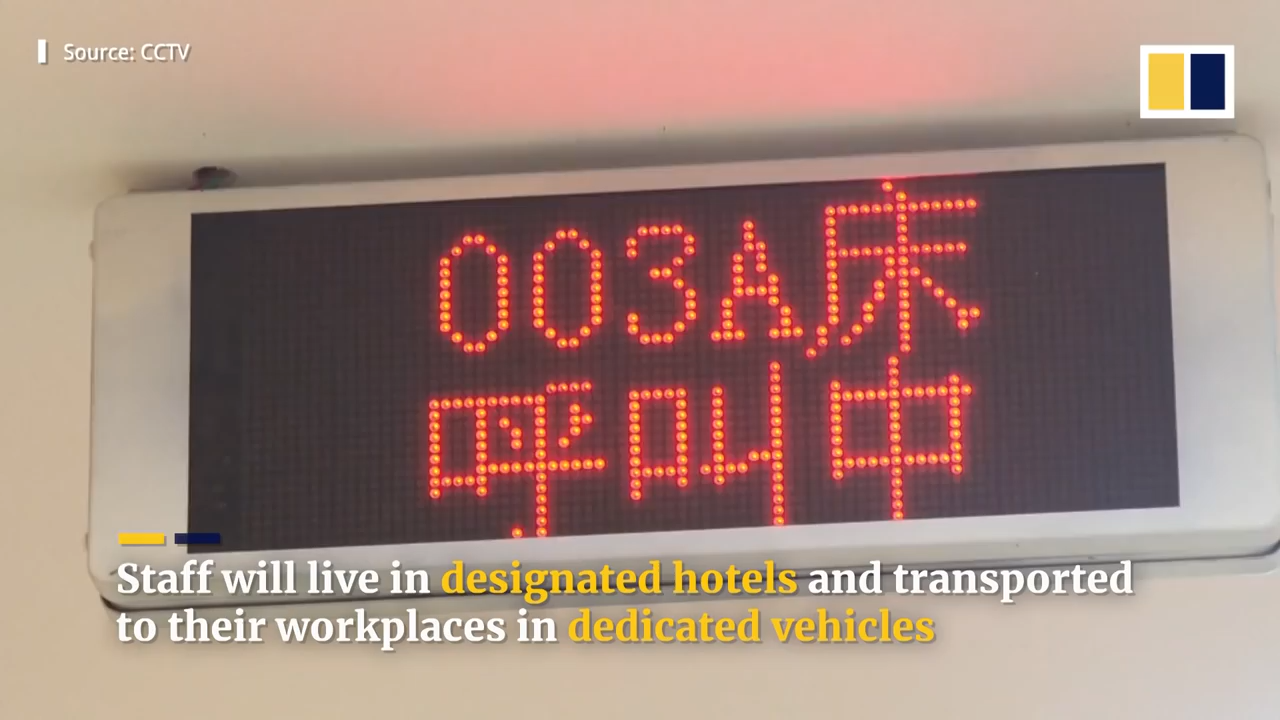 Source: CCTV
003A床
呼叫中
Staff will live in designated hotels and transported
to their workplaces in dedicated vehicles